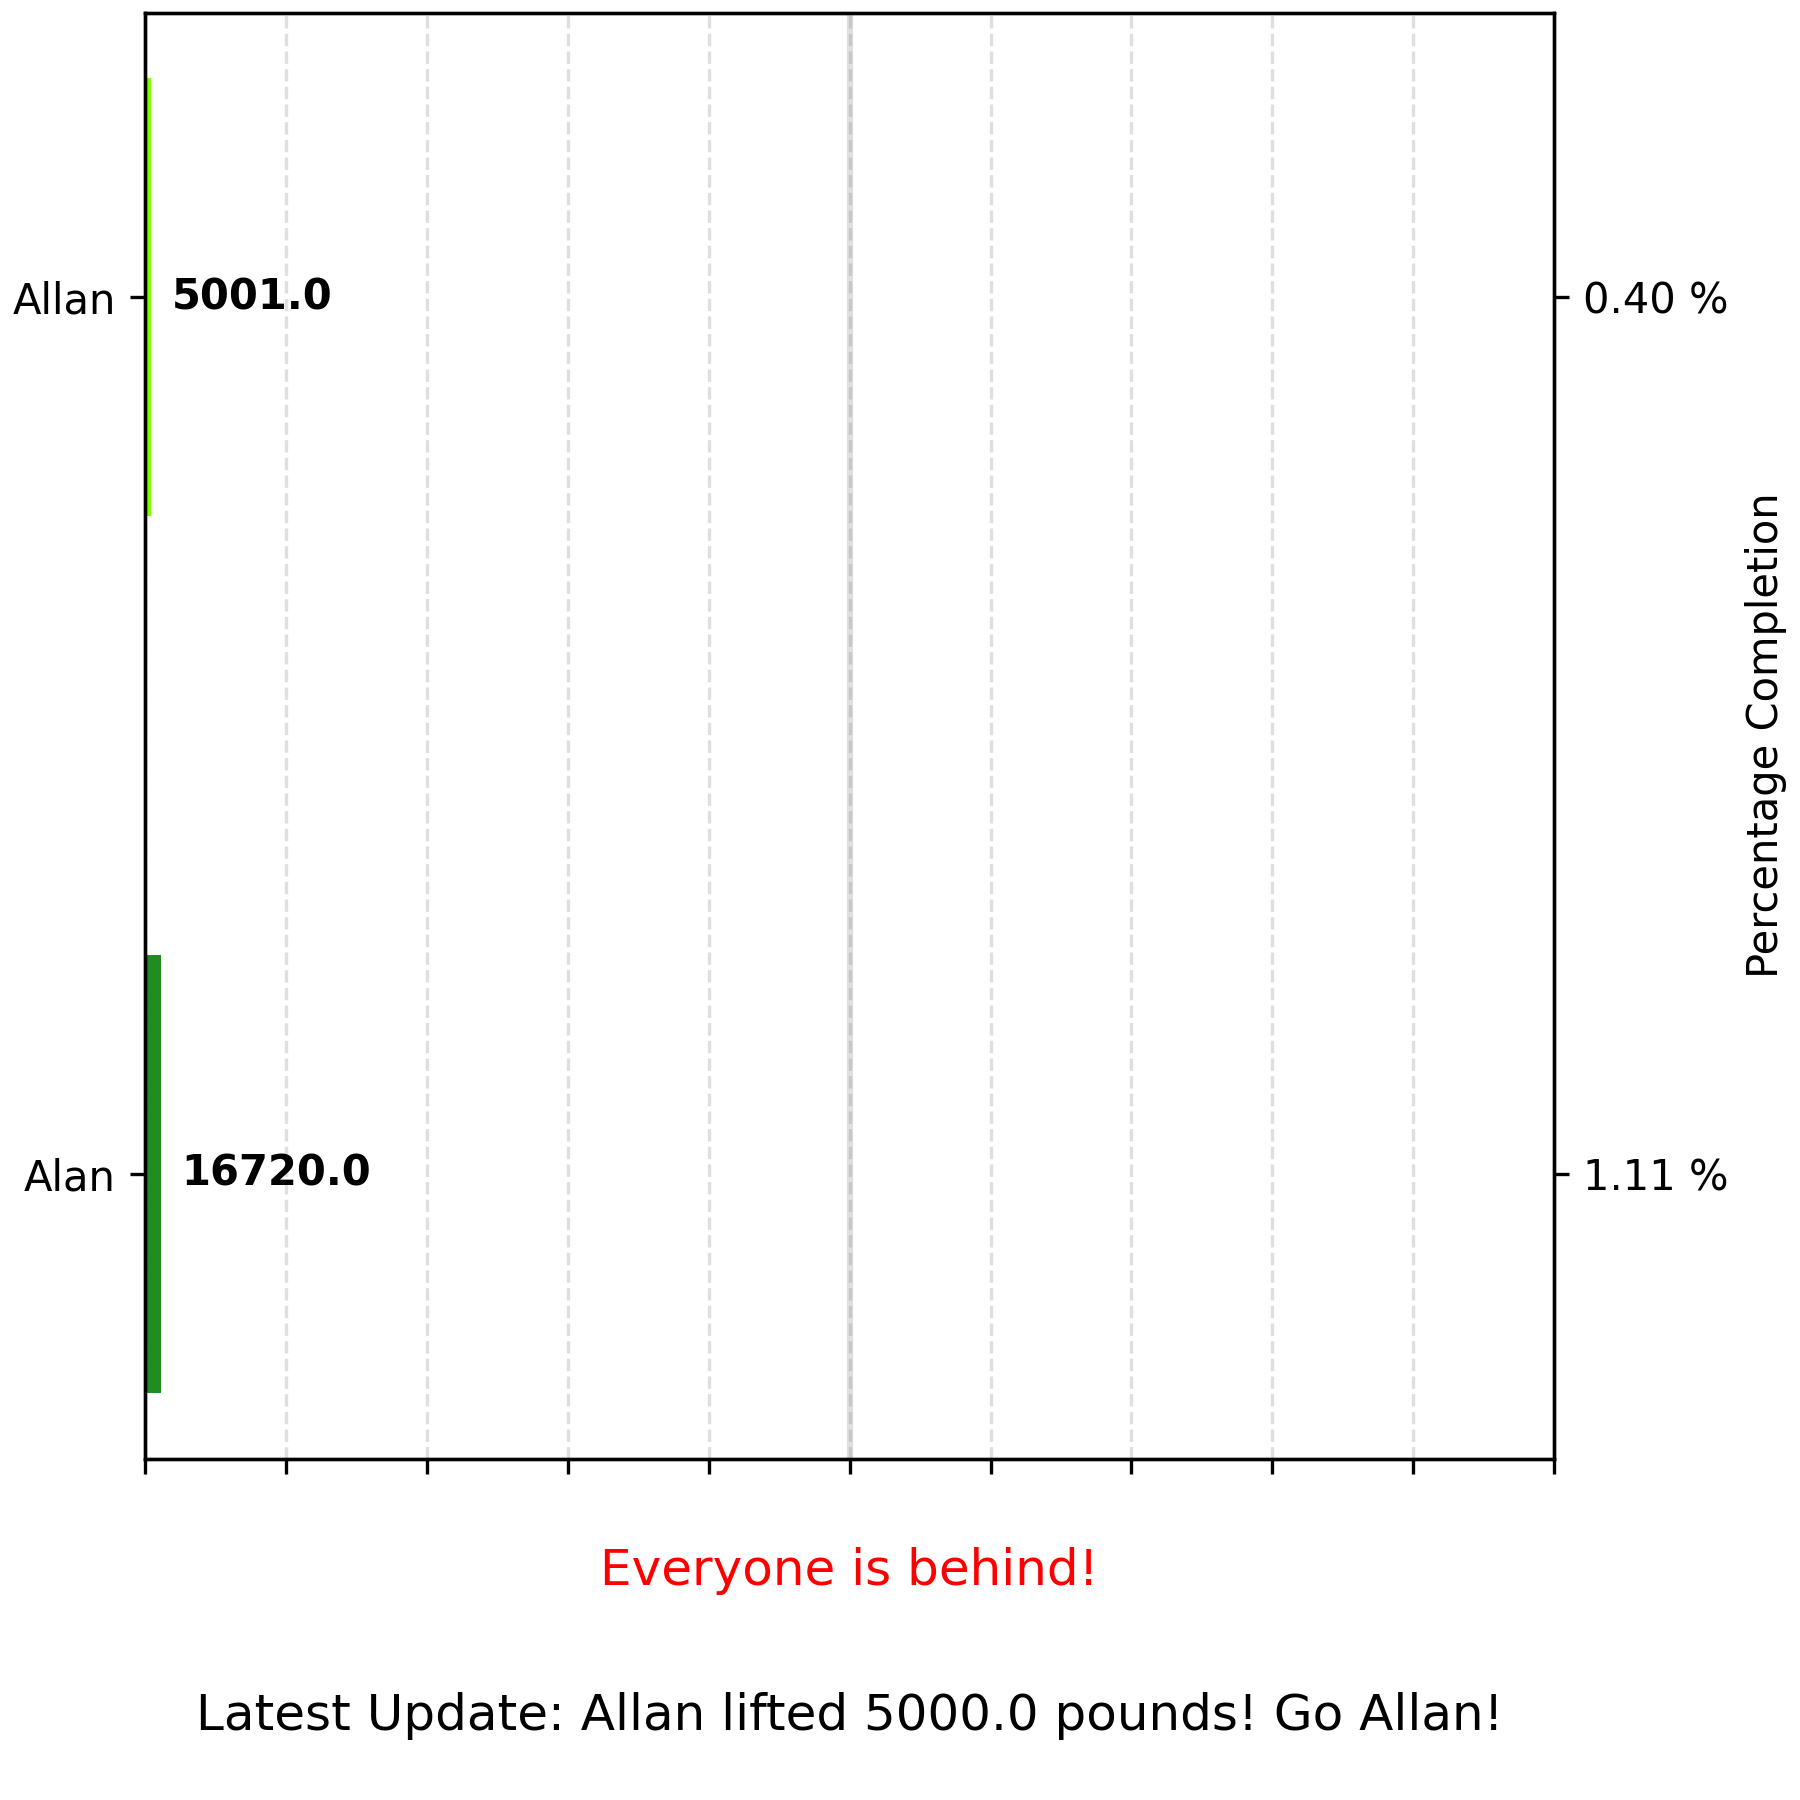 Allan
5001.0
0.40 %
Percentage Completion
Alan
16720.0
1.11 %
Everyone is behind!
Latest Update: Allan lifted 5000.0 pounds! Go Allan!